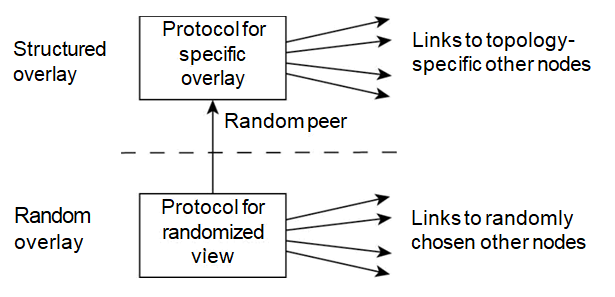 Structured
overlay
Protocol for
specific
overlay
Links to topology-
specific other nodes
Random peer
Random
overlay
Protocol for
randomized
view
Links to randomly
chosen other nodes